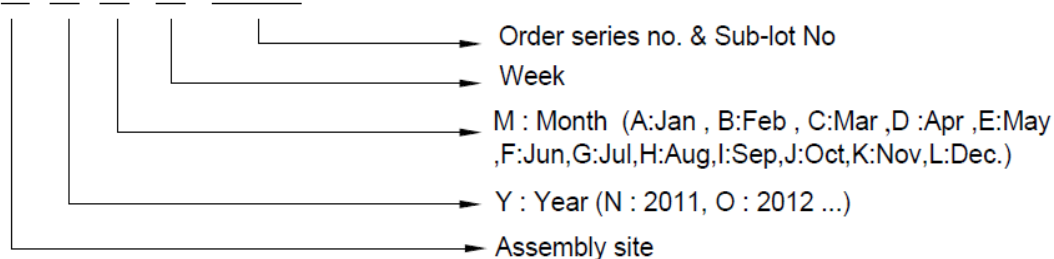 Order series no. & Sub-lot No
Week
M : Month (A:Jan , B:Feb , C:Mar ,D :Apr ,E:May
,F:Jun,G:Jul,H:Aug,I:Sep,J:Oct,K:Nov,L:Dec.)
Y : Year (N : 2011, O : 2012 ...)
Assembly site